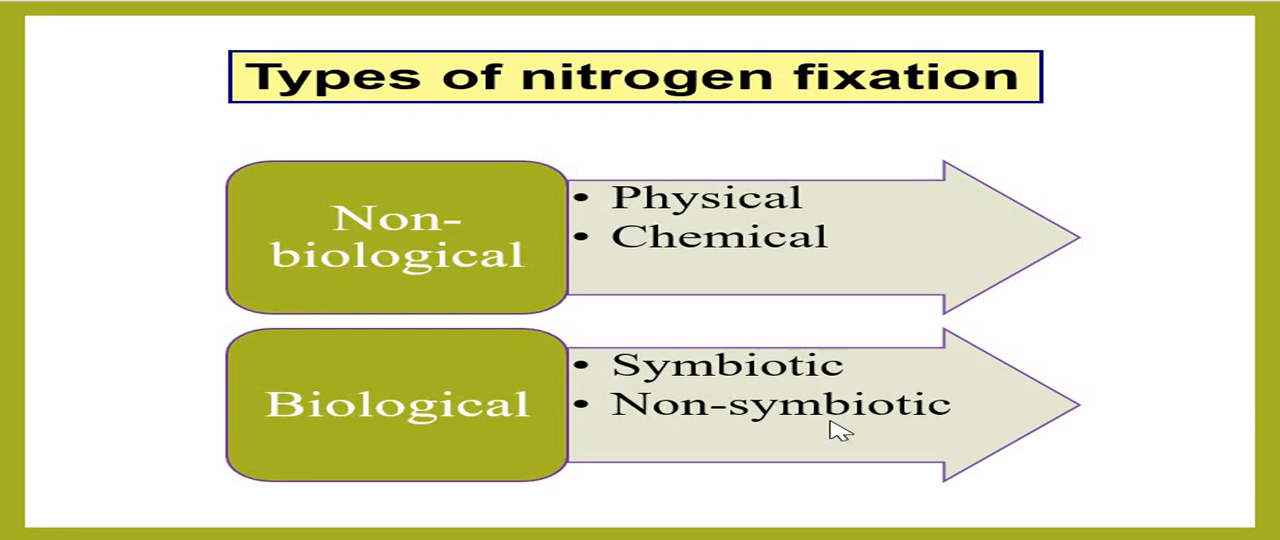 Types of nitrogen fixation
Non-
biological
• Physical
• Chemical
Biological
• Symbiotic
• Non-symbiotic